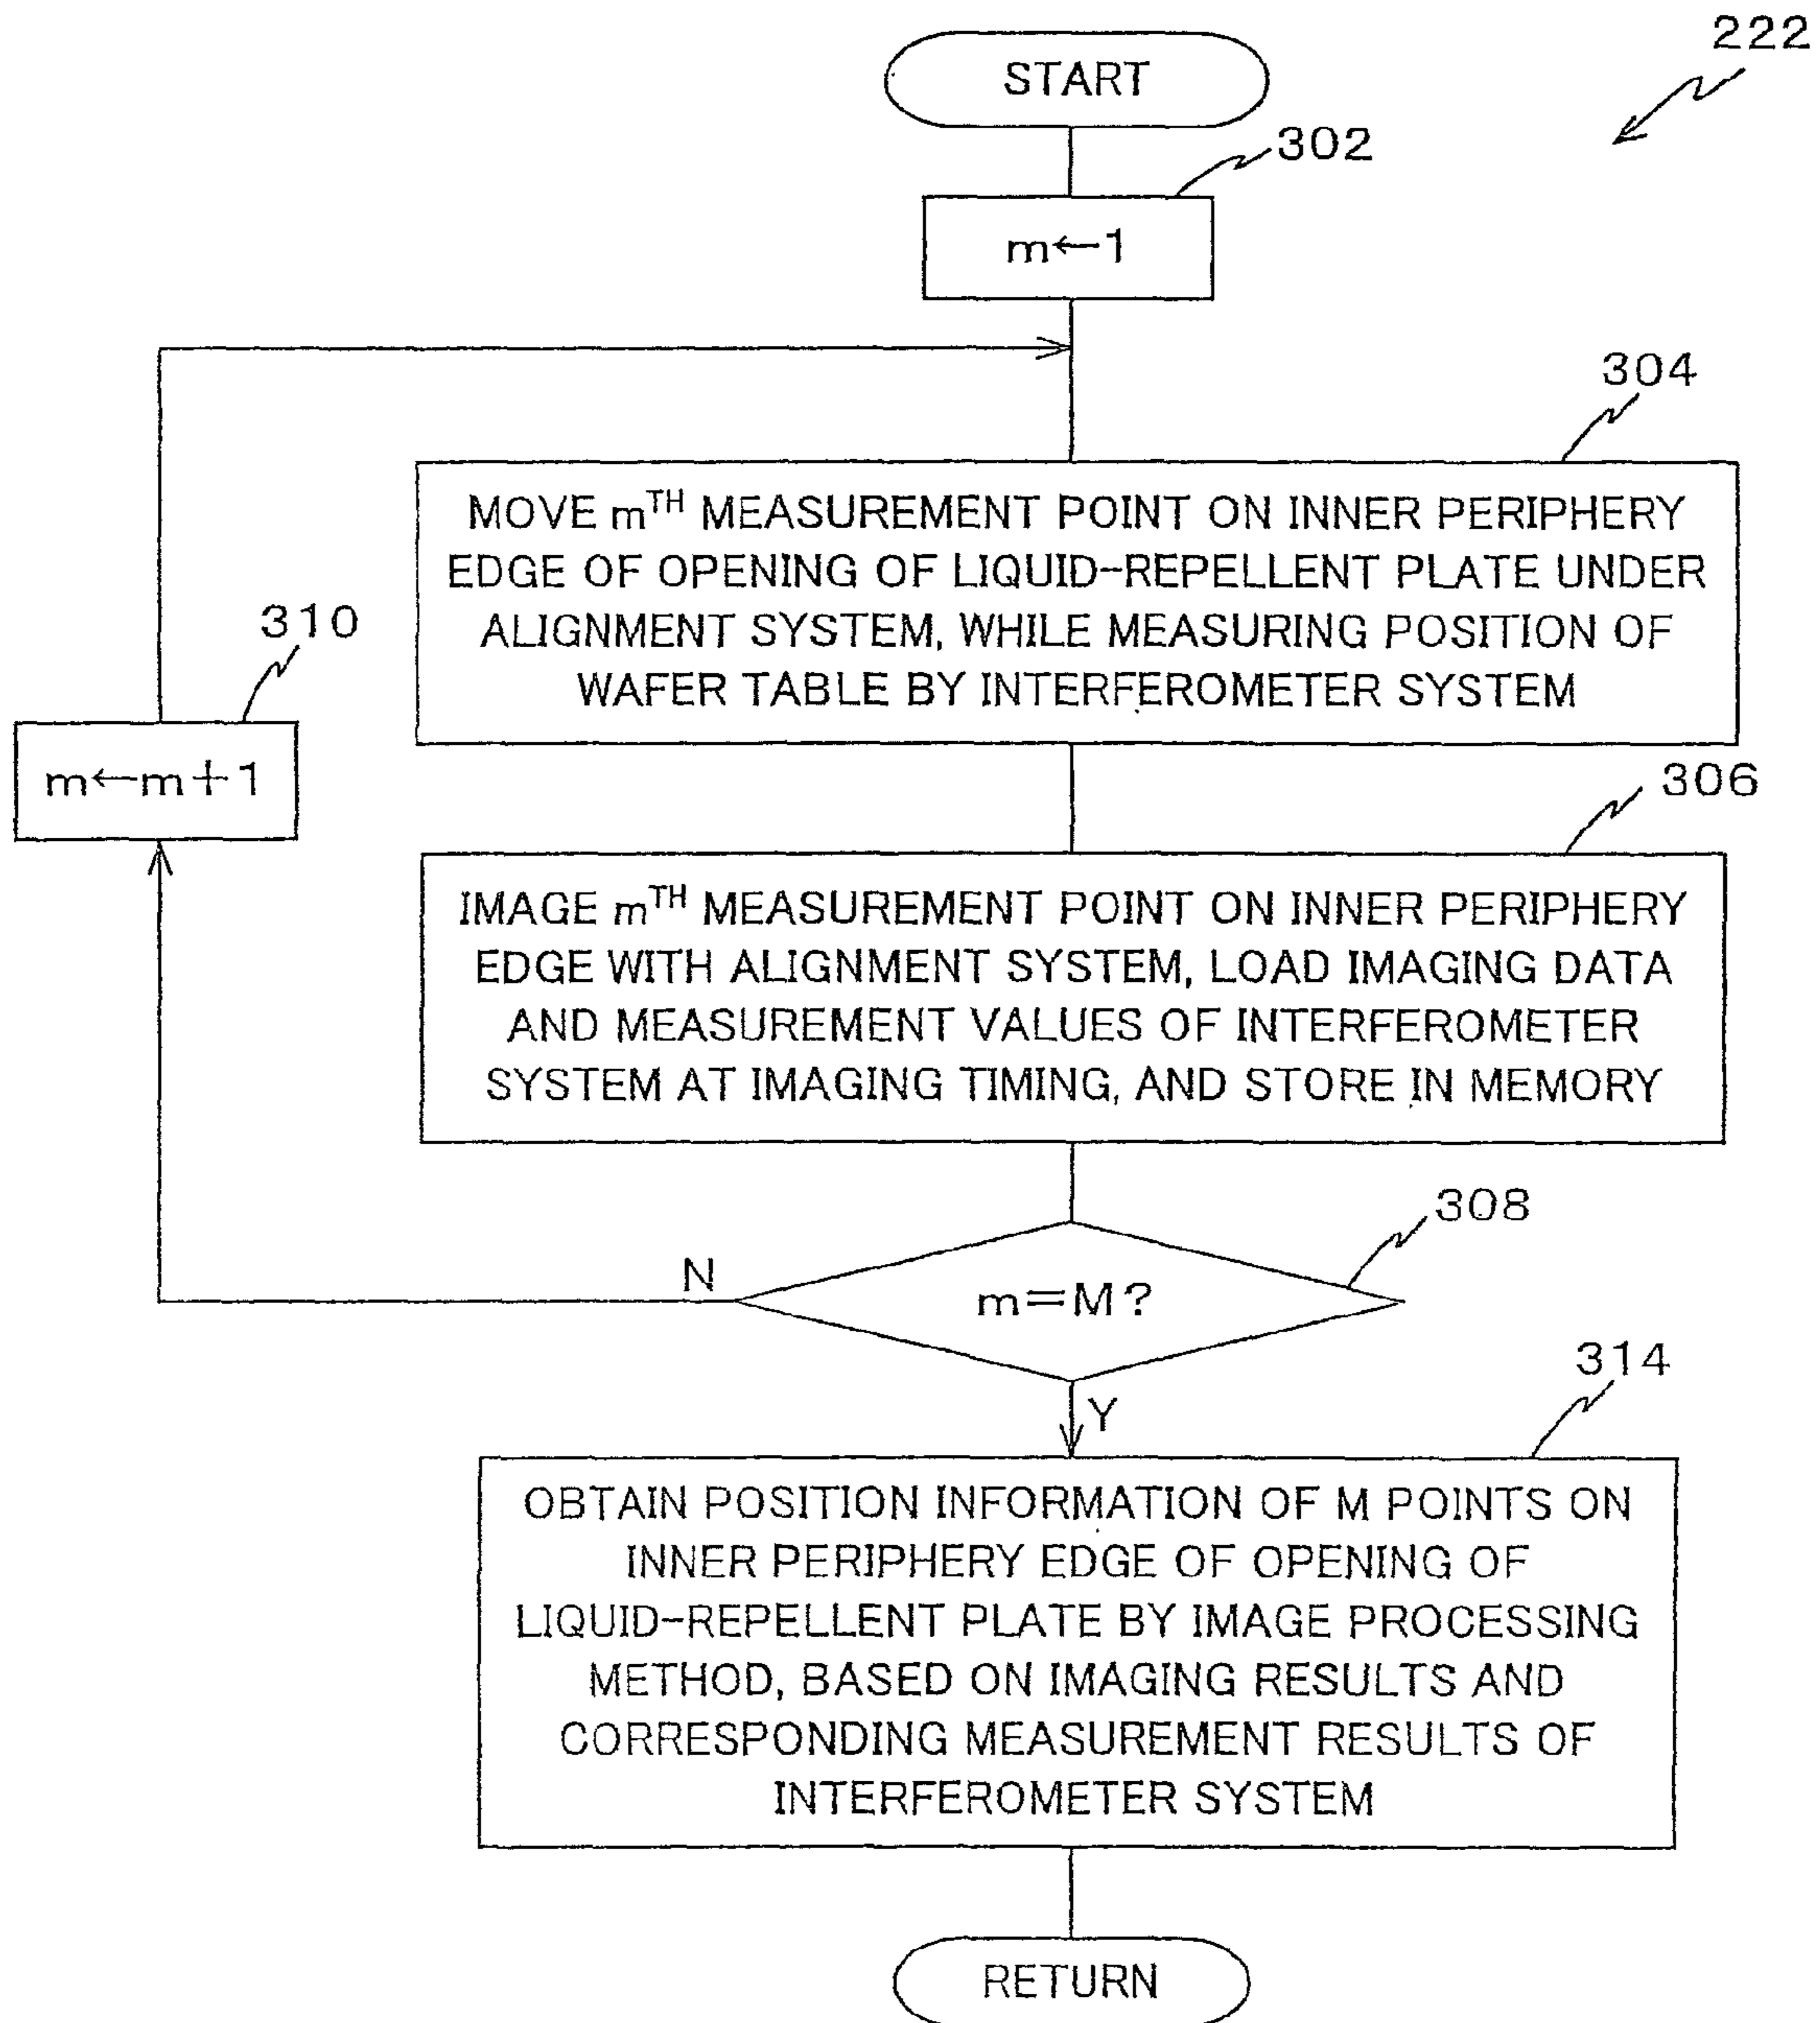 222
START
302
m←1
304
MOVE mTH MEASUREMENT POINT ON INNER PERIPHERY
EDGE OF OPENING OF LIQUID-REPELLENT PLATE UNDER
ALIGNMENT SYSTEM, WHILE MEASURING POSITION OF
WAFER TABLE BY INTERFEROMETER SYSTEM
310
m←m+1
306
IMAGE mTH MEASUREMENT POINT ON INNER PERIPHERY
EDGE WITH ALIGNMENT SYSTEM, LOAD IMAGING DATA
AND MEASUREMENT VALUES OF INTERFEROMETER
SYSTEM AT IMAGING TIMING, AND STORE IN MEMORY
308
N
m=M?
Y
314
OBTAIN POSITION INFORMATION OF M POINTS ON
INNER PERIPHERY EDGE OF OPENING OF
LIQUID-REPELLENT PLATE BY IMAGE PROCESSING
METHOD, BASED ON IMAGING RESULTS AND
CORRESPONDING MEASUREMENT RESULTS OF
INTERFEROMETER SYSTEM
RETURN